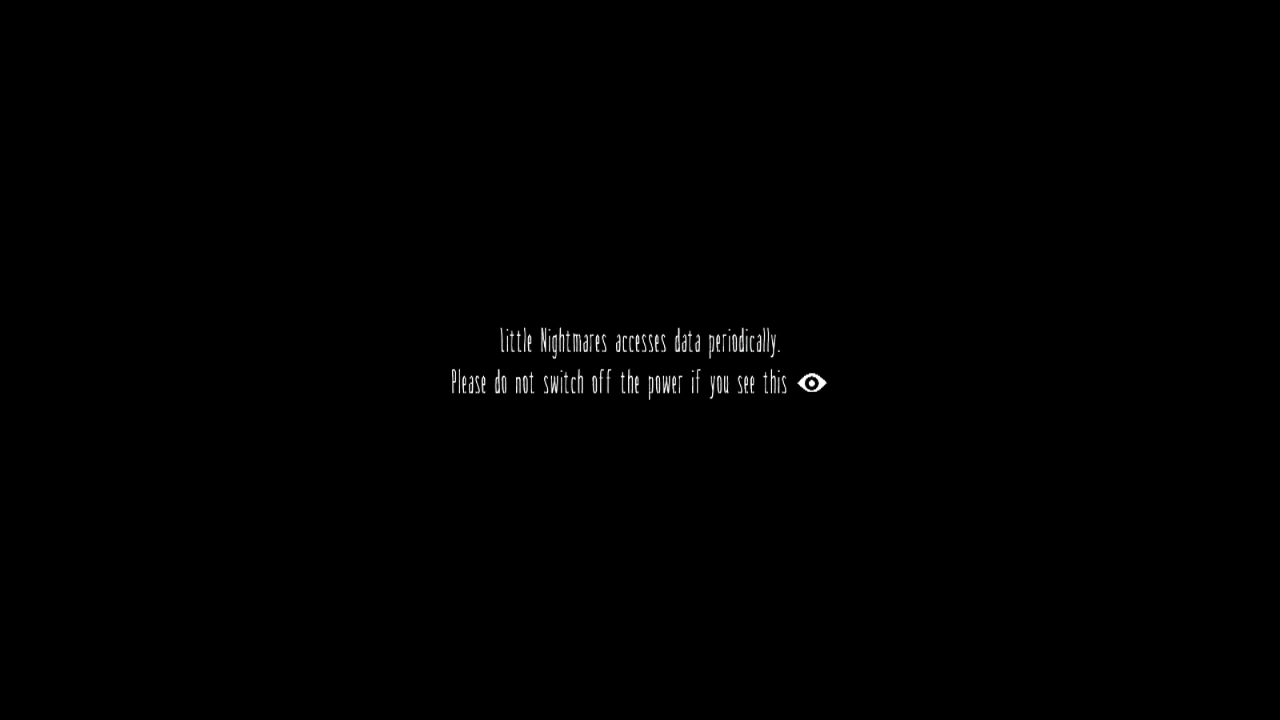 Little Nightmares accesses data periodically.
Please do not switch off the power if you see this